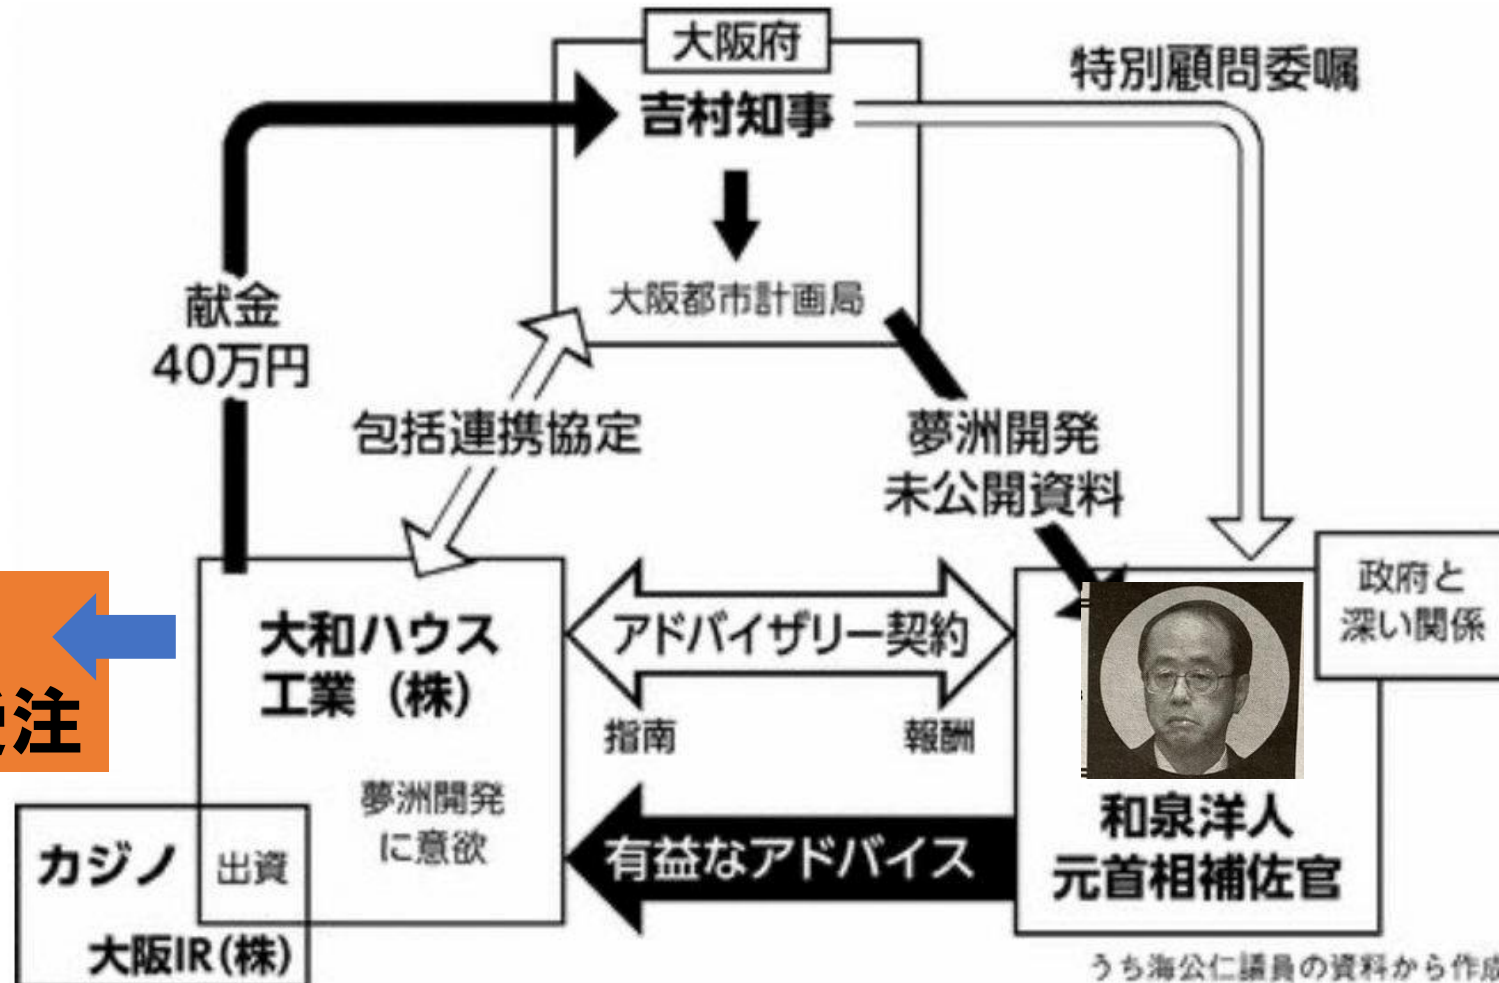 大阪府
吉村知事
特別顧問委嘱
大阪都市計画局
献金
40万円
包括連携協定
夢洲開発
未公開資料
政府と
深い関係
大和ハウス
工業（株）
アドバイザリー契約
指南
報酬
夢洲開発
に意欲
有益なアドバイス
和泉洋人
元首相補佐官
カジノ
出資
大阪IR(株)
注
うち海公仁議員の資料から作成